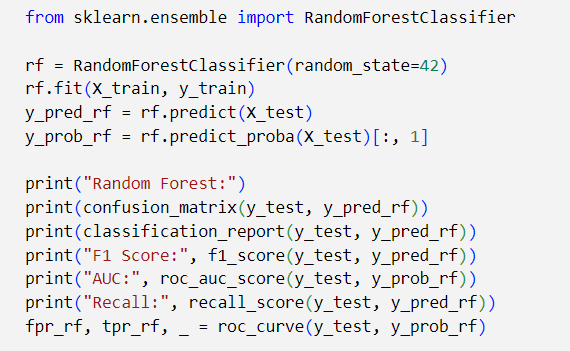 from sklearn.ensemble import RandomForestClassifier
rf = RandomForestClassifier(random_state=42)
rf.fit(X_train, y_train)
y_pred_rf = rf.predict(X_test)
y_prob_rf = rf.predict_proba(X_test)[:, 1]
print("Random Forest:")
print(confusion_matrix(y_test, y_pred_rf))
print(classification_report(y_test, y_pred_rf))
print("F1 Score:", f1_score(y_test, y_pred_rf))
print("AUC:", roc_auc_score(y_test, y_prob_rf))
print("Recall:", recall_score(y_test, y_pred_rf))
fpr_rf, tpr_rf, _ = roc_curve(y_test, y_prob_rf)